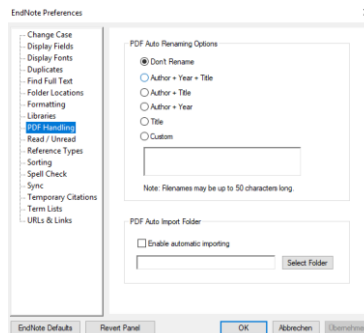 EndNote Preferences
Change Case
Display Fields
Display Fonts
Duplicates
Find Full Text
Folder Locations
Formatting
Libraries
PDF Handling
Read / Unread
Reference Types
Sorting
Spell Check
Sync
Temporary Citations
Term Lists
URLs & Links
PDF Auto Renaming Options
Don't Rename
Author + Year + Title
Author + Title
Author + Year
Title
Custom
Note: Filenames may be up to 50 characters long.
PDF Auto Import Folder
Enable automatic importing
Select Folder
EndNote Defaults
Revert Panel
OK
Abbrechen